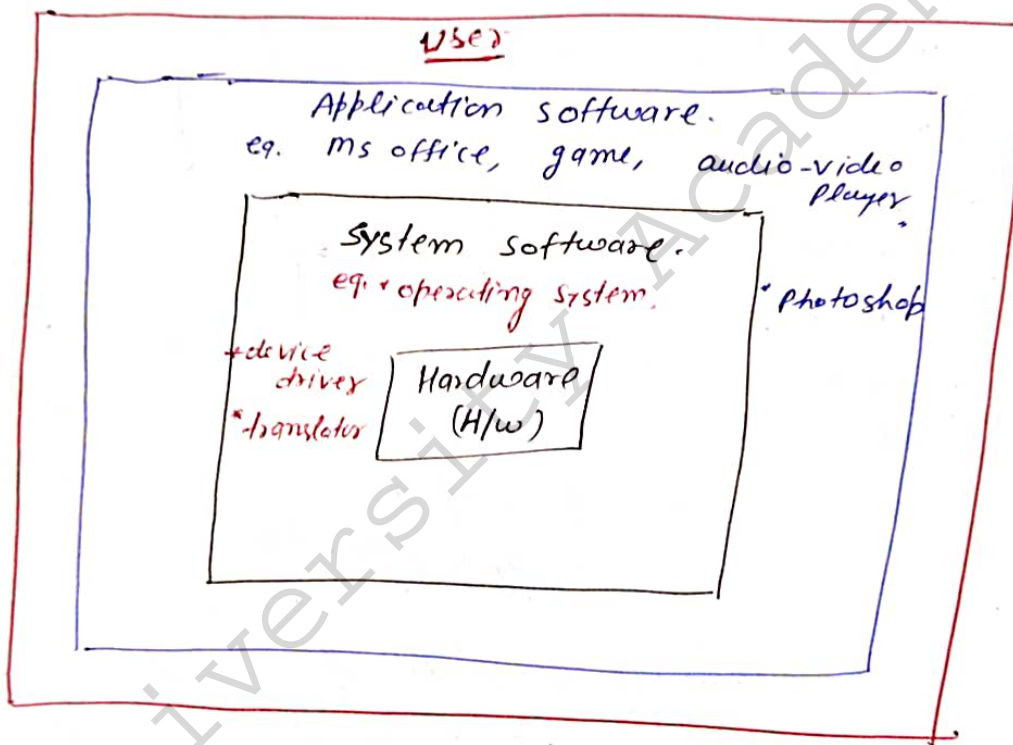 User
Application software.
eg. ms office, game, audio-video
player
System software.
eg. * operating system.
* photoshop
* device
driver
Hardware
* translator
(H/w)
iversity Academ